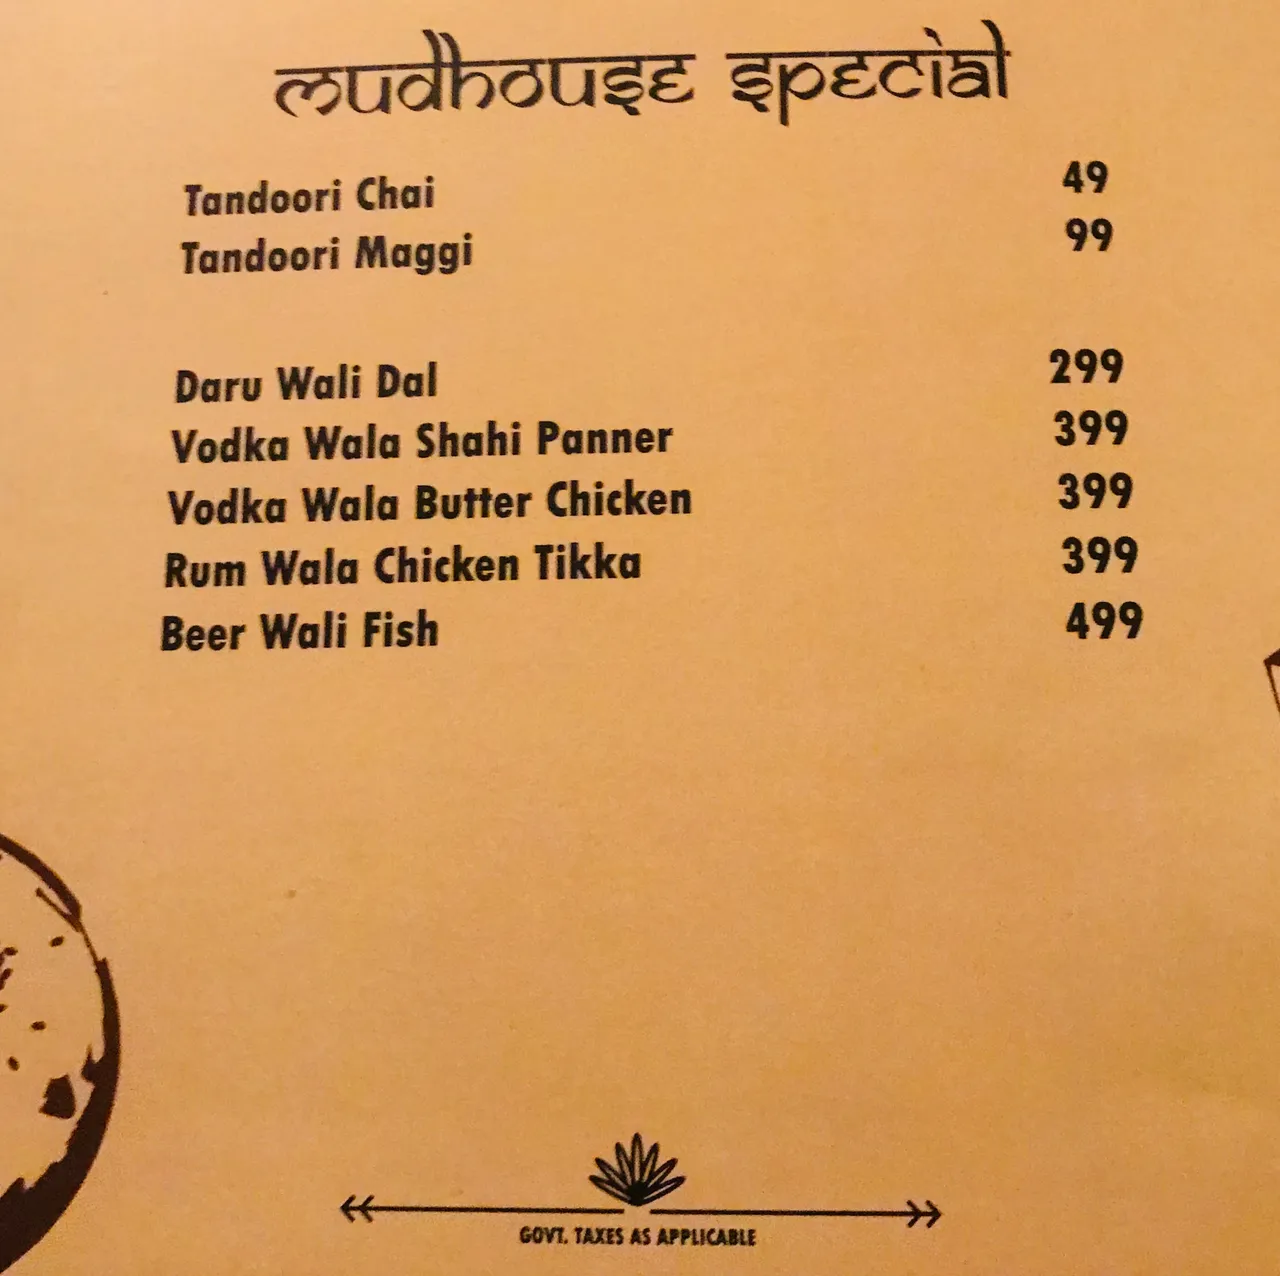 mudhouse special
Tandoori Chai 49
Tandoori Maggi 99
Daru Wali Dal 299
Vodka Wala Shahi Panner 399
Vodka Wala Butter Chicken 399
Rum Wala Chicken Tikka 399
Beer Wali Fish 499
GOVT. TAXES AS APPLICABLE